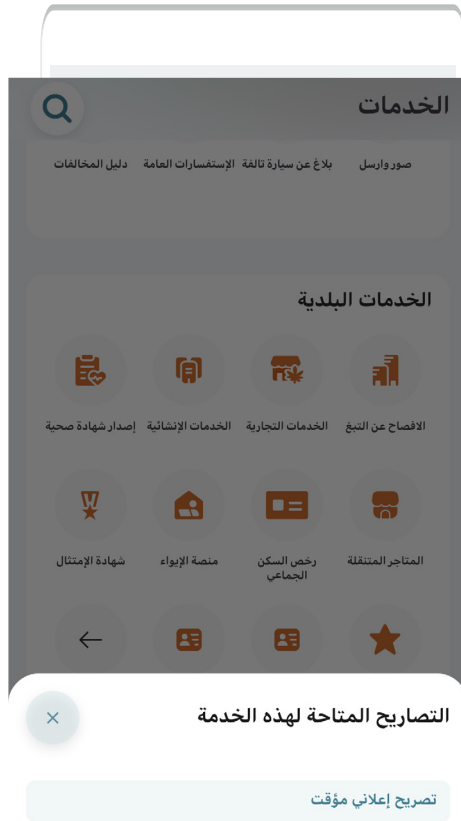 الخدمات
صور وارسل
بلاغ عن سيارة تالفة
الإستفسارات العامة
دليل المخالفات
الخدمات البلدية
الافصاح عن التبغ
الخدمات التجارية
الخدمات الإنشائية
إصدار شهادة صحية
المتاجر المتنقلة
رخص السكن
الجماعي
منصة الإيواء
شهادة الإمتثال
التصاريح المتاحة لهذه الخدمة
تصريح إعلاني مؤقت